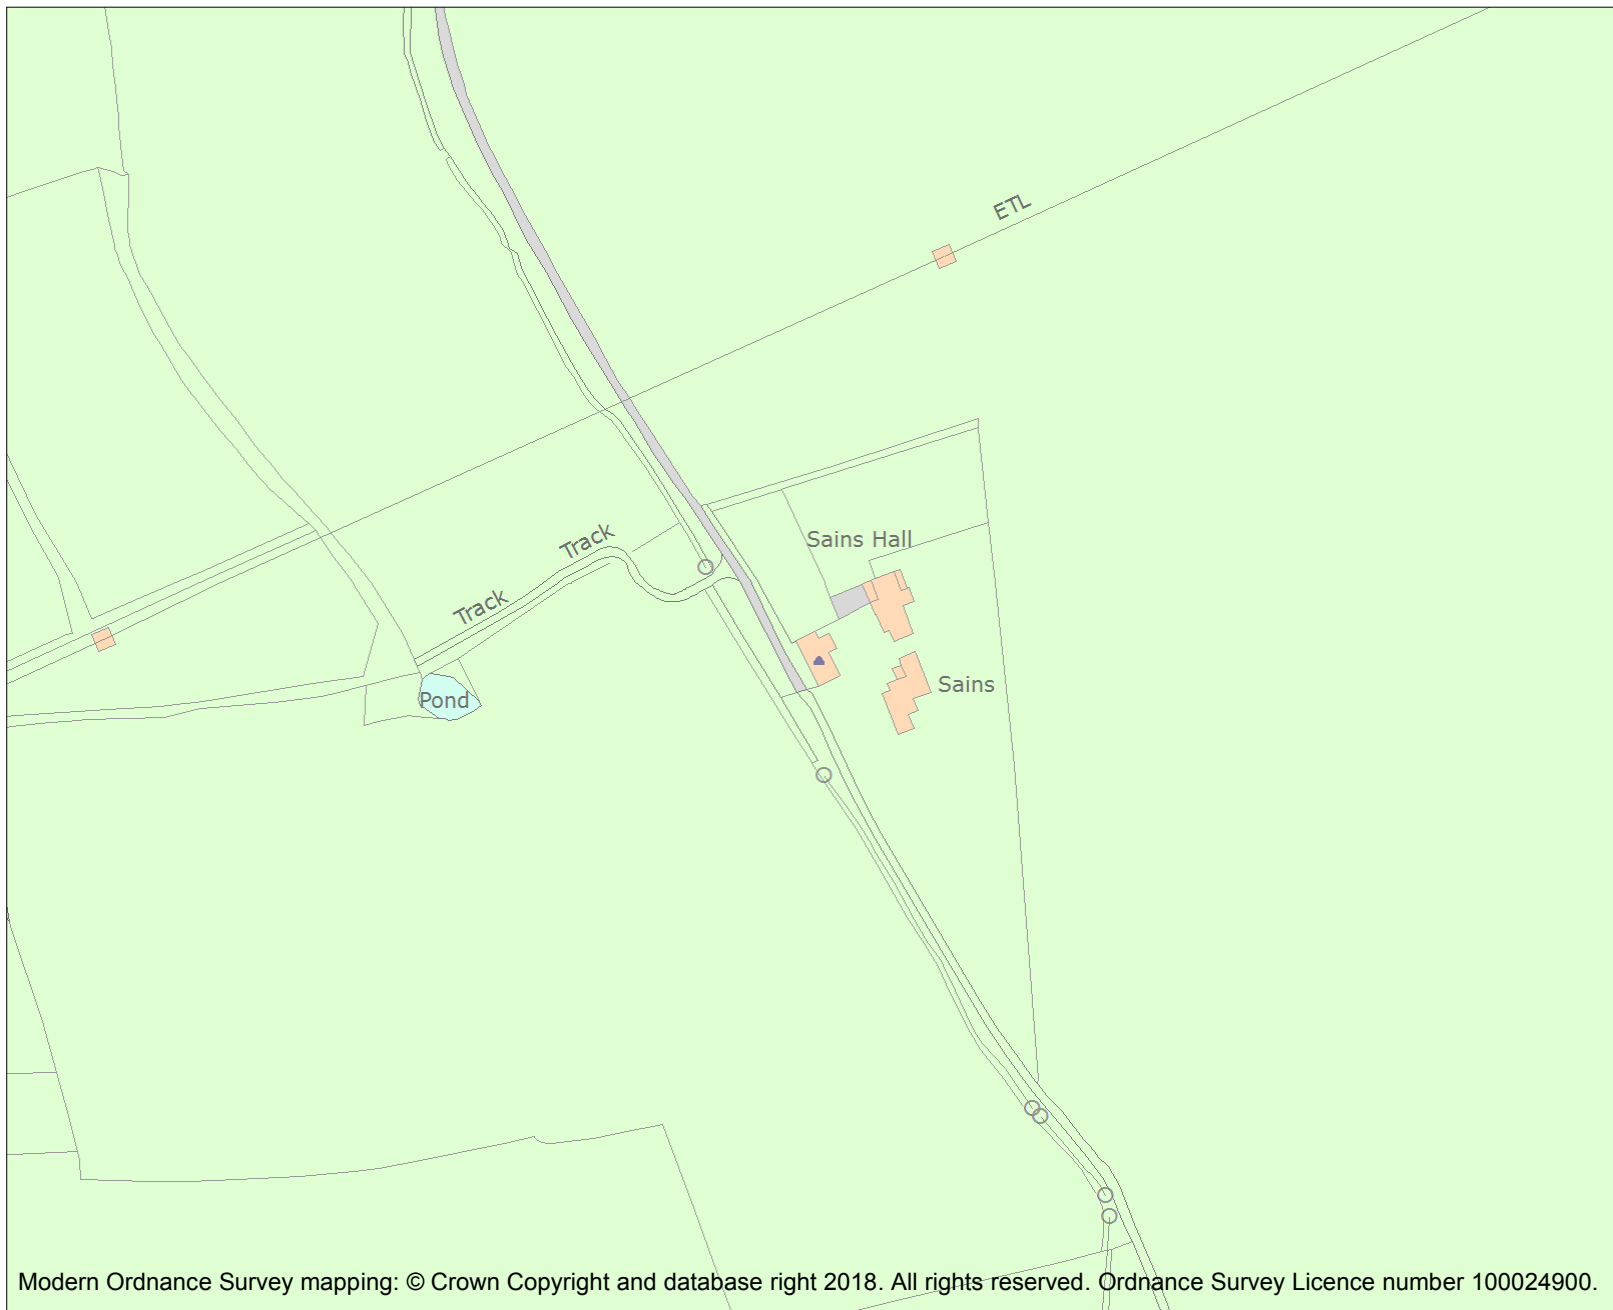 ETL
Track
Sains Hall
Track
Sains
Pond
Modern Ordnance Survey mapping: © Crown Copyright and database right 2018. All rights reserved. Ordnance Survey Licence number 100024900.